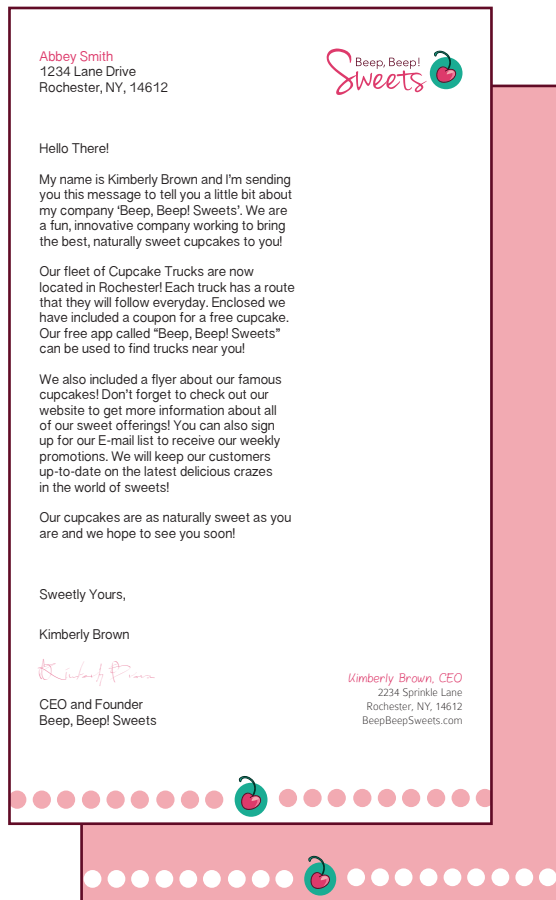 Abbey Smith
1234 Lane Drive
Rochester, NY, 14612
Beep, Beep!
Sweets
Hello There!
My name is Kimberly Brown and I'm sending
you this message to tell you a little bit about
my company ‘Beep, Beep! Sweets’. We are
a fun, innovative company working to bring
the best, naturally sweet cupcakes to you!
Our fleet of Cupcake Trucks are now
located in Rochester! Each truck has a route
that they will follow everyday. Enclosed we
have included a coupon for a free cupcake.
Our free app called “Beep, Beep! Sweets”
can be used to find trucks near you!
We also included a flyer about our famous
cupcakes! Don’t forget to check out our
website to get more information about all
of our sweet offerings! You can also sign
up for our E-mail list to receive our weekly
promotions. We will keep our customers
up-to-date on the latest delicious crazes
in the world of sweets!
Our cupcakes are as naturally sweet as you
are and we hope to see you soon!
Sweetly Yours,
Kimberly Brown
Kimberly Brown
CEO and Founder
Beep, Beep! Sweets
Kimberly Brown, CEO
2234 Sprinkle Lane
Rochester, NY, 14612
BeepBeepSweets.com